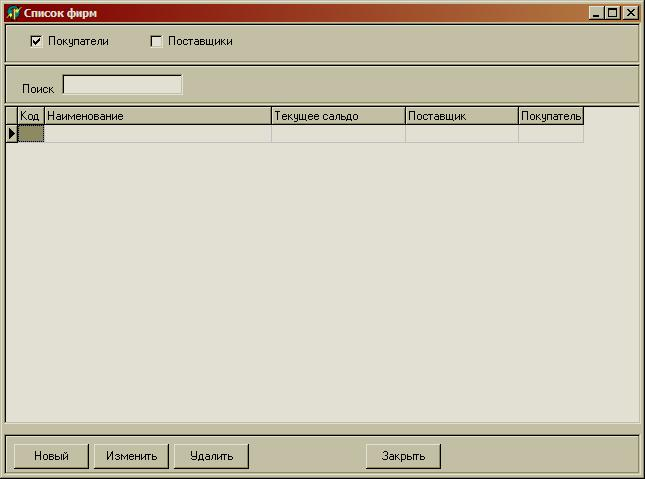 Список фирм
Покупатели Поставщики
Поиск
Код Наименование Текущее сальдо Поставщик Покупатель
Новый Изменить Удалить Закрыть